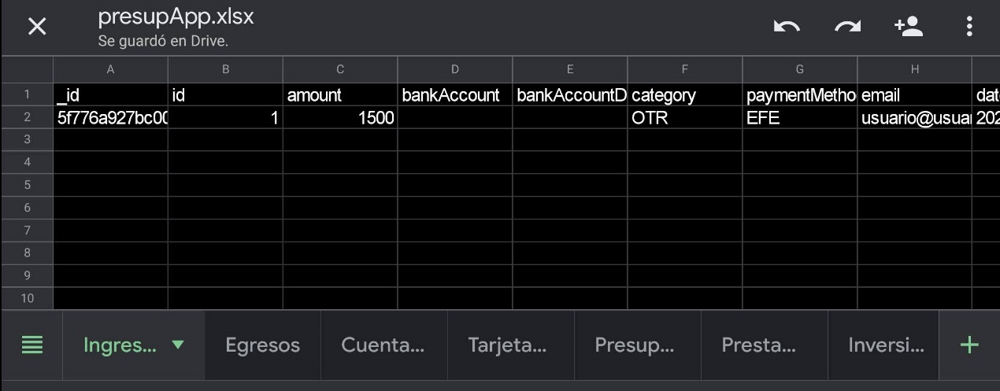 presupApp.xlsx
Se guardó en Drive.
A B C D E F G H
1 _id id amount bankAccount bankAccountD category paymentMetho email dat
2 5f776a927bc00 1 1500 OTR EFE usuario@usuar 202
3
4
5
6
7
8
9
10
Ingres... Egresos Cuenta... Tarjeta... Presup... Presta... Inversi...